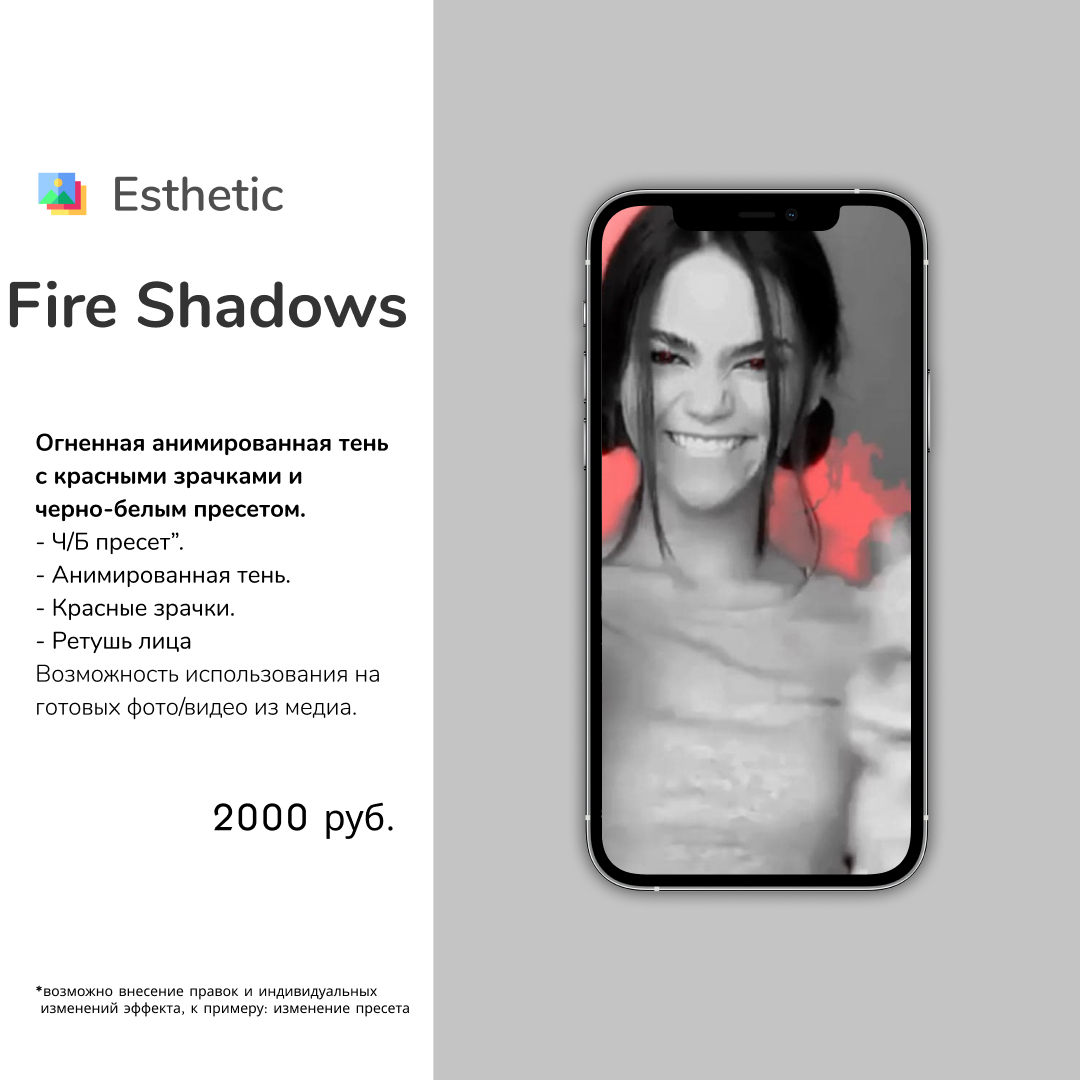 Esthetic
Fire Shadows
Огненная анимированная тень
с красными зрачками и
черно-белым пресетом.
- Ч/Б пресет”.
- Анимированная тень.
- Красные зрачки.
- Ретушь лица
Возможность использования на
готовых фото/видео из медиа.
2000 руб.
*возможно внесение правок и индивидуальных
изменений эффекта, к примеру: изменение пресета